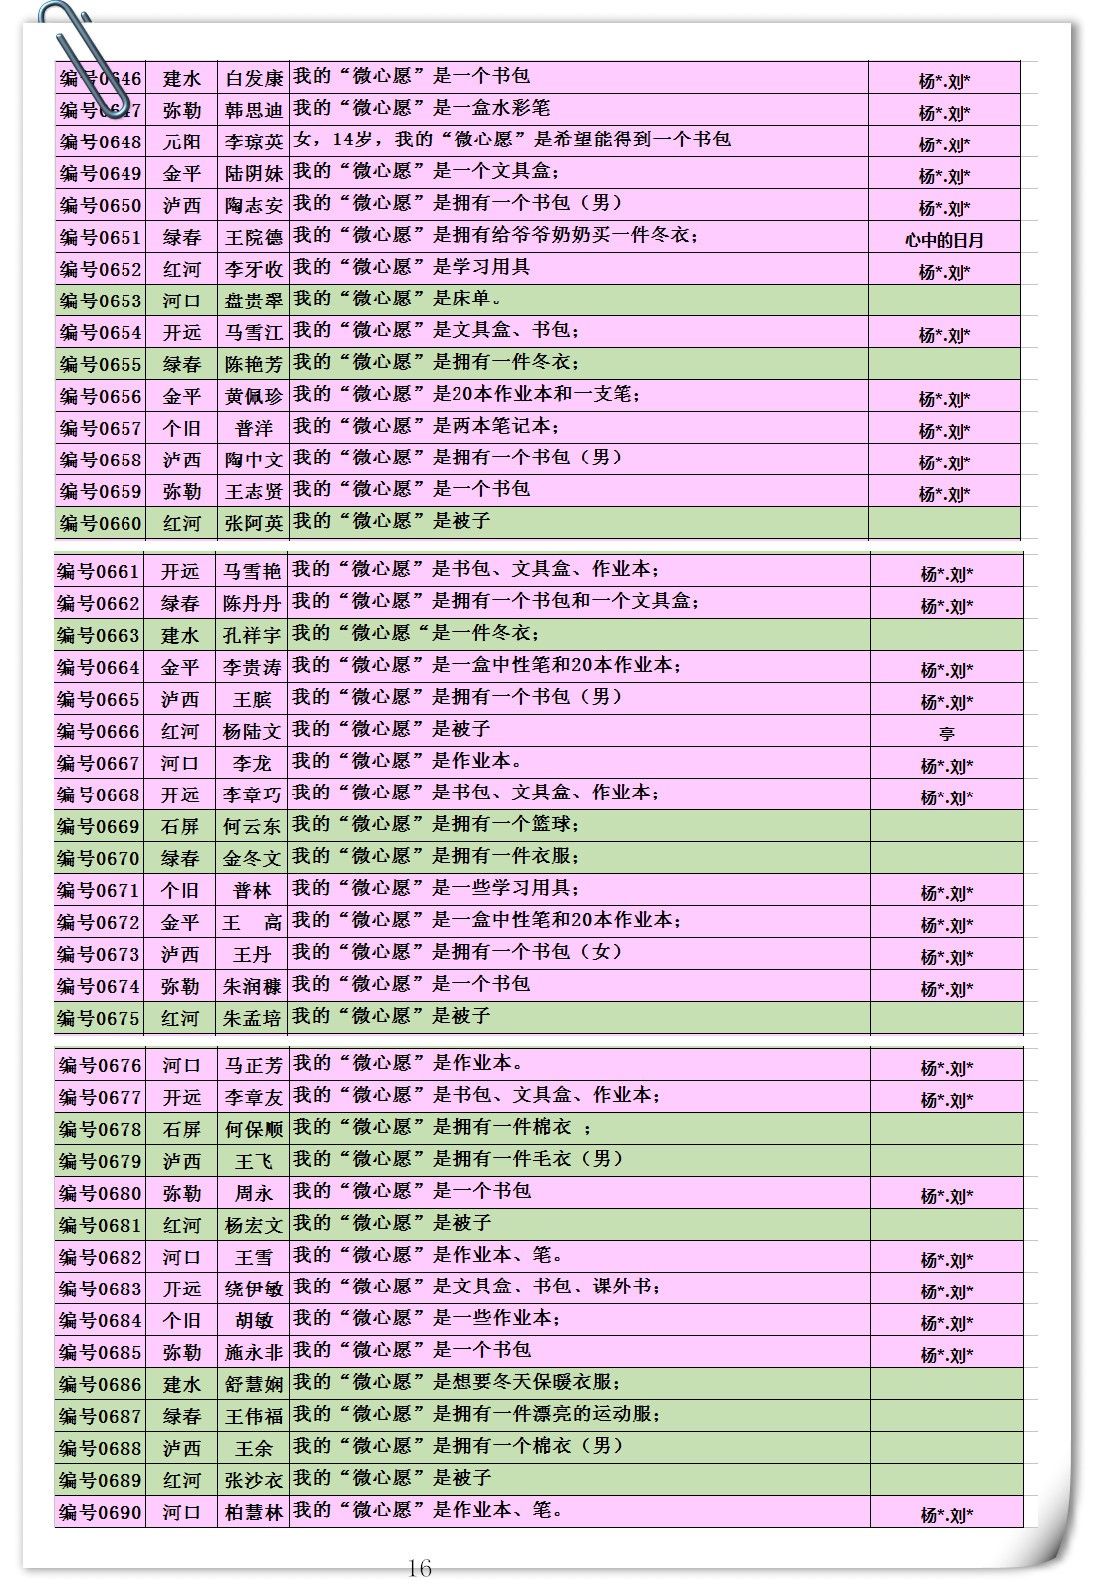 编号0646 建水 白发康 我的“微心愿”是一个书包 杨*.刘*
编号0647 弥勒 韩思迪 我的“微心愿”是一盒水彩笔 杨*.刘*
编号0648 元阳 李琼英 女，14岁，我的“微心愿”是希望能得到一个书包 杨*.刘*
编号0649 金平 陆阴妹 我的“微心愿”是一个文具盒； 杨*.刘*
编号0650 泸西 陶志安 我的“微心愿”是拥有一个书包（男） 杨*.刘*
编号0651 绿春 王院德 我的“微心愿”是拥有给爷爷奶奶买一件冬衣； 心中的日月
编号0652 红河 李牙收 我的“微心愿”是学习用具 杨*.刘*
编号0653 河口 盘贵翠 我的“微心愿”是床单。
编号0654 开远 马雪江 我的“微心愿”是文具盒、书包； 杨*.刘*
编号0655 绿春 陈艳芳 我的“微心愿”是拥有一件冬衣；
编号0656 金平 黄佩珍 我的“微心愿”是20本作业本和一支笔； 杨*.刘*
编号0657 个旧 普洋 我的“微心愿”是两本笔记本； 杨*.刘*
编号0658 泸西 陶中文 我的“微心愿”是拥有一个书包（男） 杨*.刘*
编号0659 弥勒 王志贤 我的“微心愿”是一个书包 杨*.刘*
编号0660 红河 张阿英 我的“微心愿”是被子
编号0661 开远 马雪艳 我的“微心愿”是书包、文具盒、作业本； 杨*.刘*
编号0662 绿春 陈丹丹 我的“微心愿”是拥有一个书包和一个文具盒； 杨*.刘*
编号0663 建水 孔祥宇 我的“微心愿“是一件冬衣；
编号0664 金平 李贵涛 我的“微心愿”是一盒中性笔和20本作业本； 杨*.刘*
编号0665 泸西 王膑 我的“微心愿”是拥有一个书包（男） 杨*.刘*
编号0666 红河 杨陆文 我的“微心愿”是被子 亭
编号0667 河口 李龙 我的“微心愿”是作业本。 杨*.刘*
编号0668 开远 李章巧 我的“微心愿”是书包、文具盒、作业本； 杨*.刘*
编号0669 石屏 何云东 我的“微心愿”是拥有一个篮球；
编号0670 绿春 金冬文 我的“微心愿”是拥有一件衣服；
编号0671 个旧 普林 我的“微心愿”是一些学习用具； 杨*.刘*
编号0672 金平 王 高 我的“微心愿”是一盒中性笔和20本作业本； 杨*.刘*
编号0673 泸西 王丹 我的“微心愿”是拥有一个书包（女） 杨*.刘*
编号0674 弥勒 朱润糠 我的“微心愿”是一个书包 杨*.刘*
编号0675 红河 朱孟培 我的“微心愿”是被子
编号0676 河口 马正芳 我的“微心愿”是作业本。 杨*.刘*
编号0677 开远 李章友 我的“微心愿”是书包、文具盒、作业本； 杨*.刘*
编号0678 石屏 何保顺 我的“微心愿”是拥有一件棉衣 ；
编号0679 泸西 王飞 我的“微心愿”是拥有一件毛衣（男）
编号0680 弥勒 周永 我的“微心愿”是一个书包 杨*.刘*
编号0681 红河 杨宏文 我的“微心愿”是被子
编号0682 河口 王雪 我的“微心愿”是作业本、笔。 杨*.刘*
编号0683 开远 绕伊敏 我的“微心愿”是文具盒、书包、课外书； 杨*.刘*
编号0684 个旧 胡敏 我的“微心愿”是一些作业本； 杨*.刘*
编号0685 弥勒 施永非 我的“微心愿”是一个书包 杨*.刘*
编号0686 建水 舒慧娴 我的“微心愿”是想要冬天保暖衣服；
编号0687 绿春 王伟福 我的“微心愿”是拥有一件漂亮的运动服；
编号0688 泸西 王余 我的“微心愿”是拥有一个棉衣（男）
编号0689 红河 张沙衣 我的“微心愿”是被子
编号0690 河口 柏慧林 我的“微心愿”是作业本、笔。 杨*.刘*
16